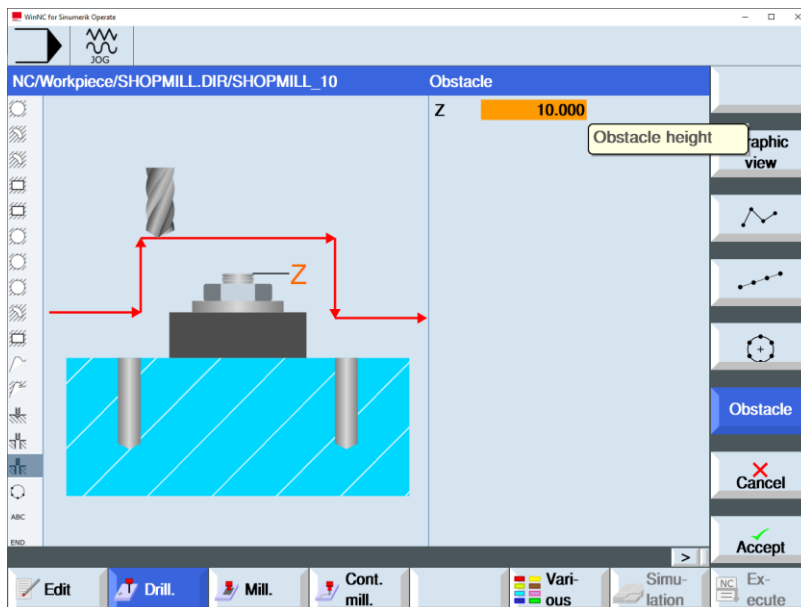 WinNC for Sinumerik Operate
JOG
NC/Workpiece/SHOPMILL.DIR/SHOPMILL_10
Obstacle
Z 10.000
Obstacle height
raphic
view
Z
Obstacle
Cancel
Accept
ABC
END
>
Edit
Drill.
Mill.
Cont.
mill.
Vari-
ous
Simu-
lation
NC
Ex-
ecute